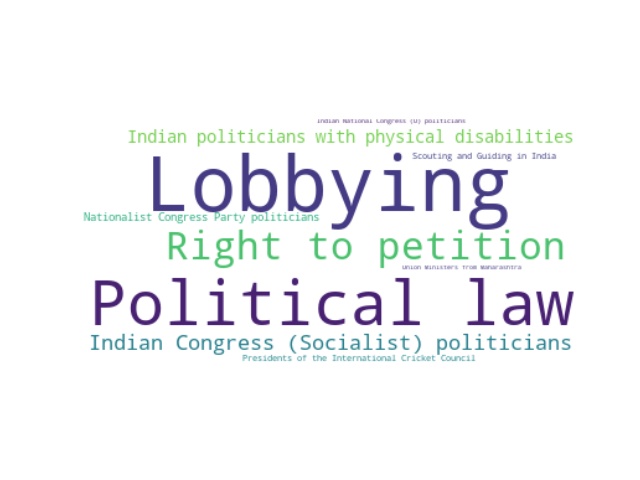 Indian National Congress (U) politicians
Indian politicians with physical disabilities
Scouting and Guiding in India
Lobbying
Nationalist Congress Party politicians
Right to petition
Union Ministers from Maharashtra
Political law
Indian Congress (Socialist) politicians
Presidents of the International Cricket Council